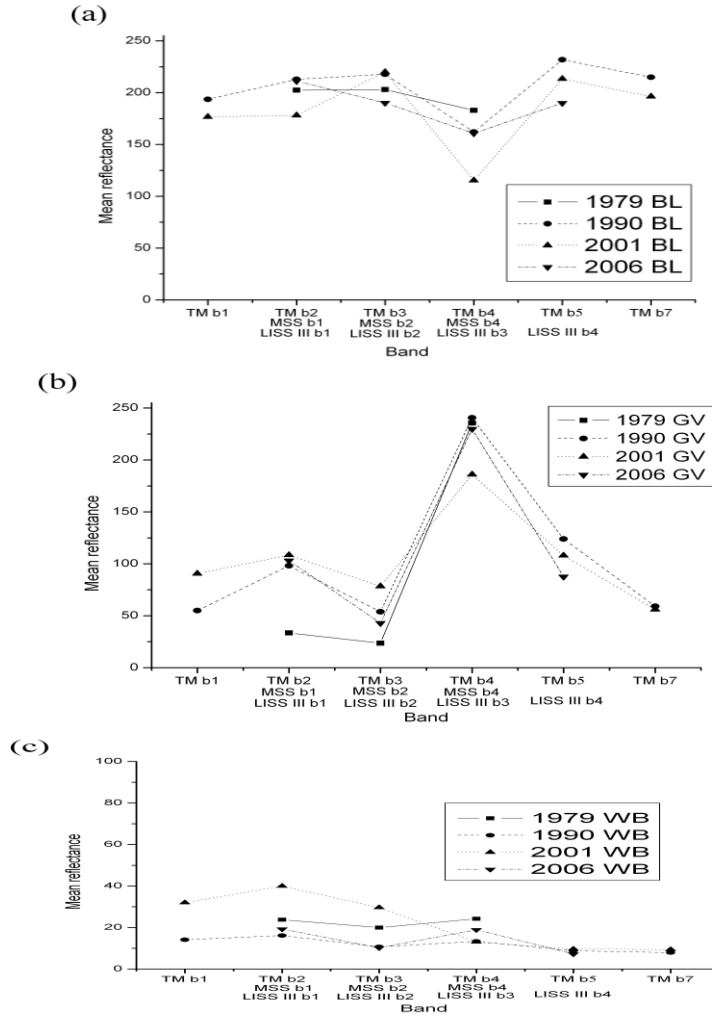 (a)
250
200
150
100
50
0
Mean reflectance
1979 BL
1990 BL
2001 BL
2006 BL
TM b1
TM b2
MSS b1
LISS III b1
TM b3
MSS b2
LISS III b2
TM b4
MSS b4
LISS III b3
TM b5
LISS III b4
TM b7
Band
(b)
250
200
150
100
50
0
Mean reflectance
1979 GV
1990 GV
2001 GV
2006 GV
TM b1
TM b2
MSS b1
LISS III b1
TM b3
MSS b2
LISS III b2
TM b4
MSS b4
LISS III b3
TM b5
LISS III b4
TM b7
Band
(c)
100
80
60
40
20
0
Mean reflectance
1979 WB
1990 WB
2001 WB
2006 WB
TM b1
TM b2
MSS b1
LISS III b1
TM b3
MSS b2
LISS III b2
TM b4
MSS b4
LISS III b3
TM b5
LISS III b4
TM b7
Band